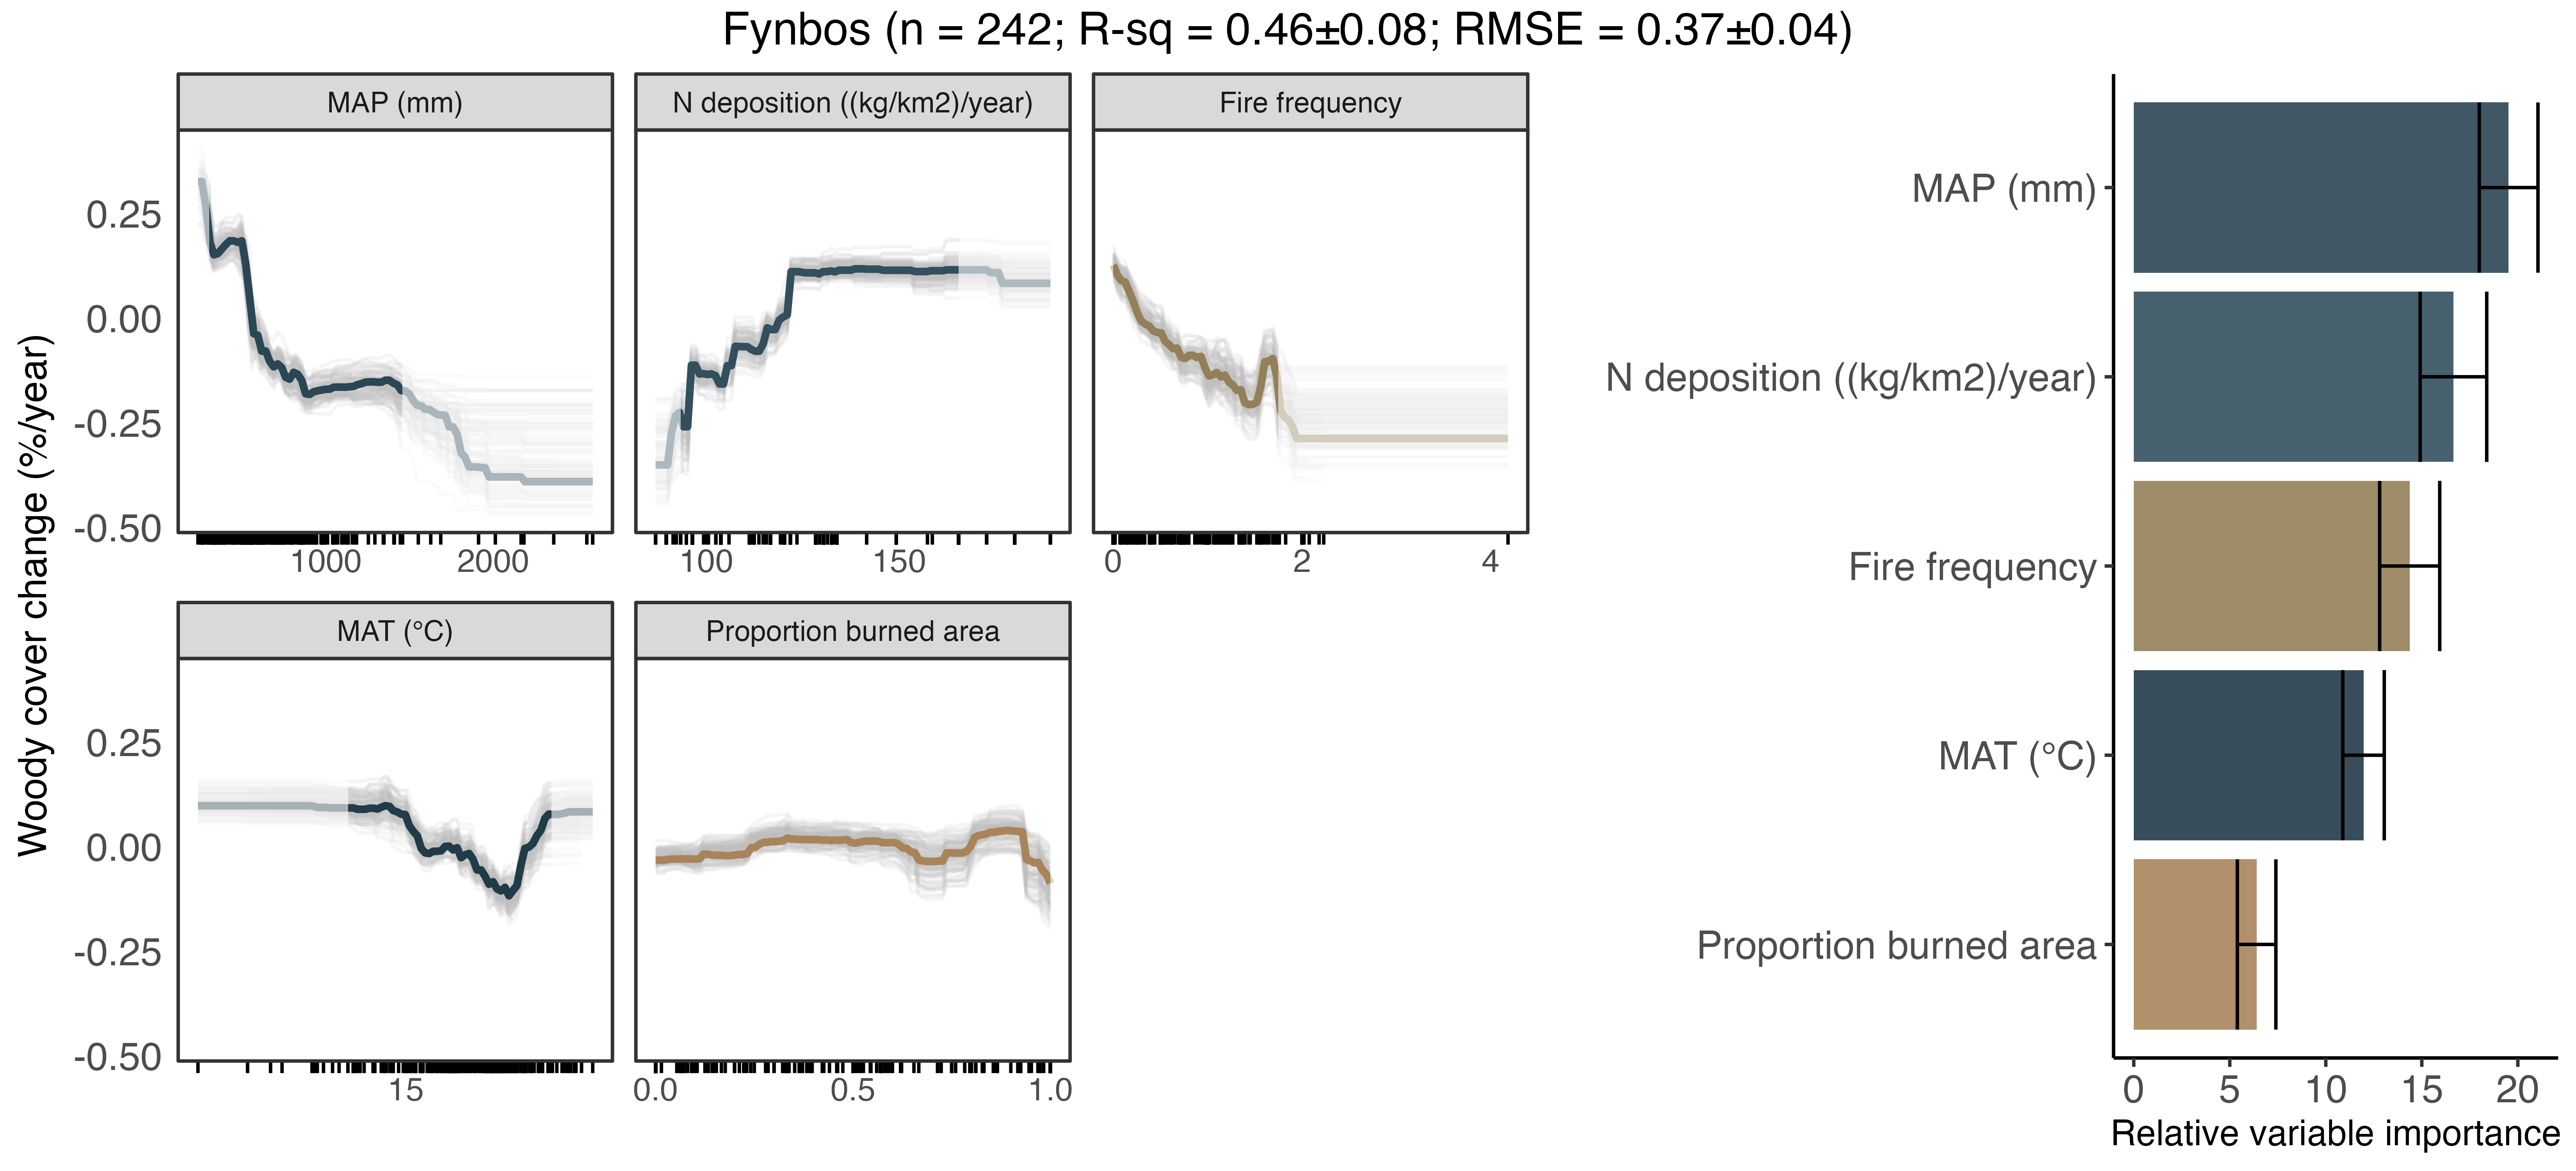 Fynbos (n = 242; R-sq = 0.46±0.08; RMSE = 0.37±0.04)
Woody cover change (%/year)
MAP (mm)
N deposition ((kg/km2)/year)
Fire frequency
0.25
0.00
-0.25
-0.50
1000 2000
100 150
0 2 4
MAT (°C)
Proportion burned area
0.25
0.00
-0.25
-0.50
15
0.0 0.5 1.0
MAP (mm)
N deposition ((kg/km2)/year)
Fire frequency
MAT (°C)
Proportion burned area
0 5 10 15 20
Relative variable importance